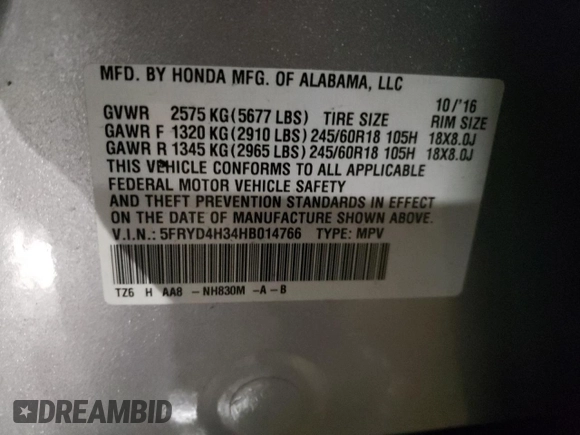 MFD. BY HONDA MFG. OF ALABAMA, LLC
10/'16
GVWR 2575 KG (5677 LBS) TIRE SIZE RIM SIZE
GAWR F 1320 KG (2910 LBS) 245/60R18 105H 18X8.0J
GAWR R 1345 KG (2965 LBS) 245/60R18 105H 18X8.0J
THIS VEHICLE CONFORMS TO ALL APPLICABLE
FEDERAL MOTOR VEHICLE SAFETY
AND THEFT PREVENTION STANDARDS IN EFFECT
ON THE DATE OF MANUFACTURE SHOWN ABOVE.
V.I.N.: 5FRYD4H34HB014766 TYPE: MPV
TZ6 H AA8 -NH830M -A-B
DREAMBID